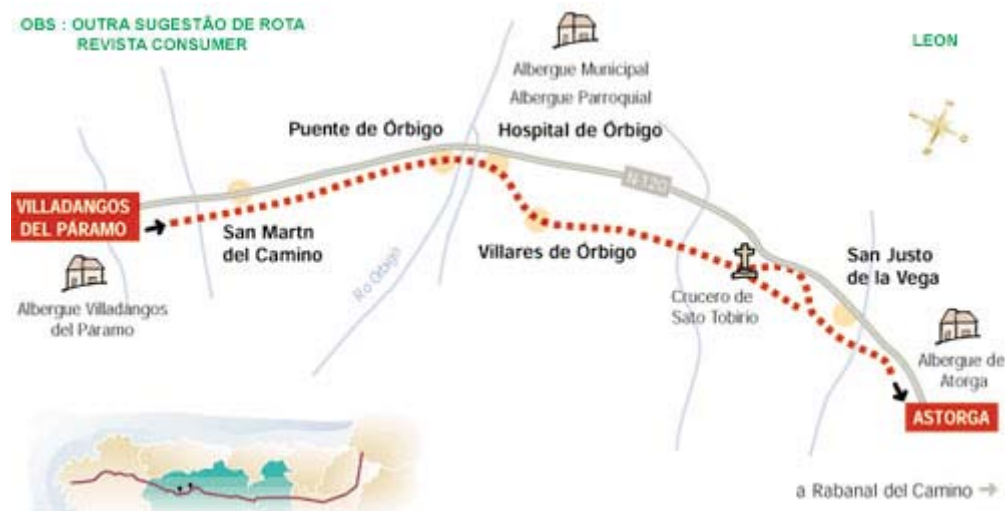 OBS : OUTRA SUGESTÃO DE ROTA
REVISTA CONSUMER
LEON
Albergue Municipal
Albergue Parroquial
Puente de Órbigo
Hospital de Órbigo
N-120
VILLADANGOS
DEL PÁRAMO
San Martn
del Camino
Villares de Órbigo
San Justo
de la Vega
Ro Orbigo
Albergue Villadangos
del Páramo
Crucero de
Sato Tobirio
Albergue de
Atorga
ASTORGA
a Rabanal del Camino